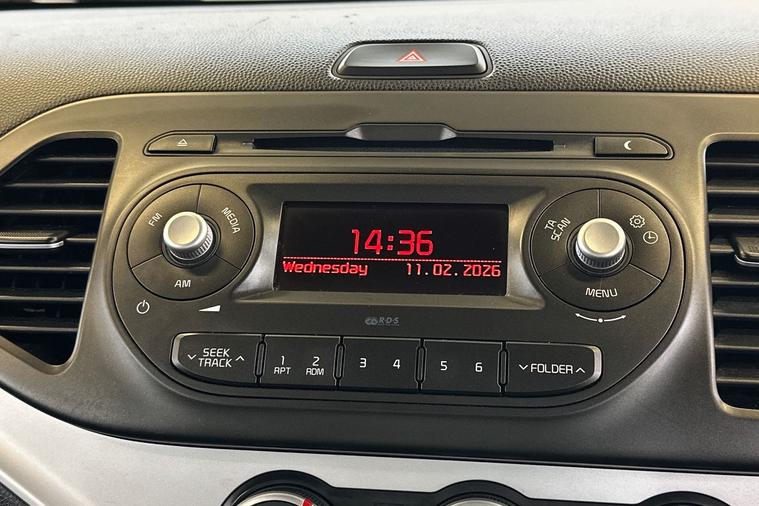 FM
MEDIA
AM
14:36
Wednesday 11.02.2026
TA
SCAN
MENU
R·D·S
SEEK
TRACK
1
RPT
2
RDM
3
4
5
6
FOLDER